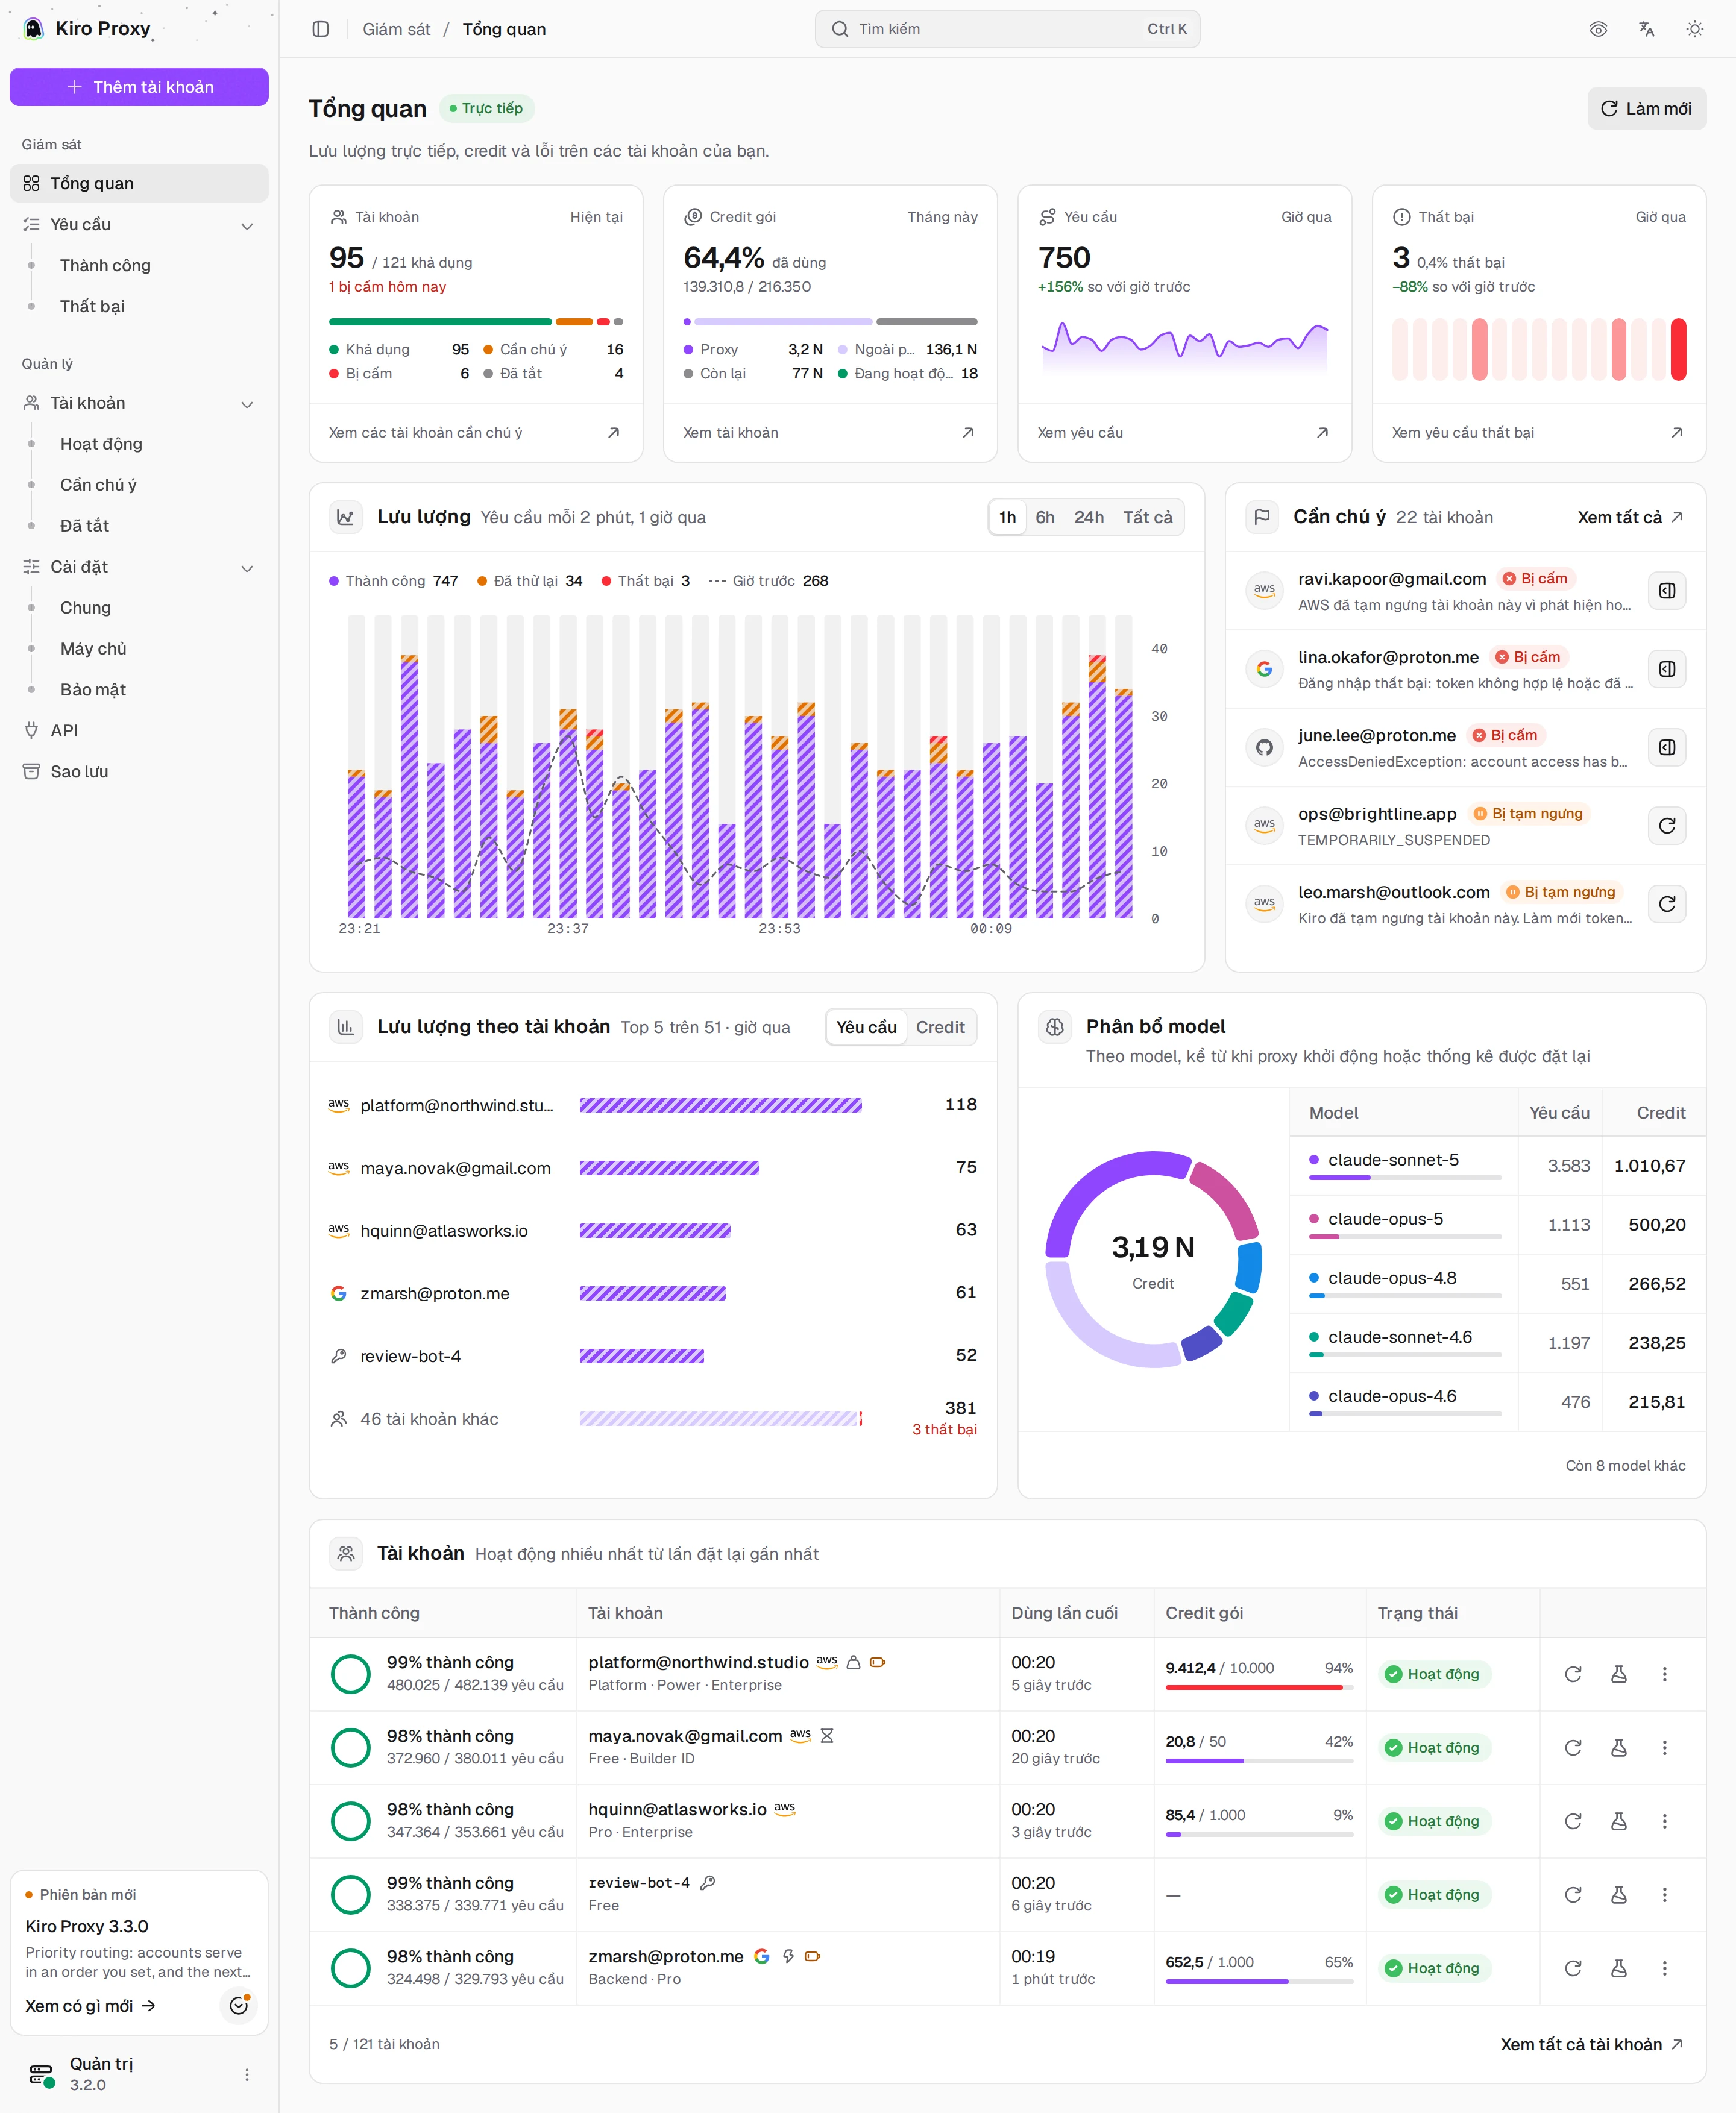 Kiro Proxy
Thêm tài khoản
Giám sát
Tổng quan
Yêu cầu
Thành công
Thất bại
Quản lý
Tài khoản
Hoạt động
Cần chú ý
Đã tắt
Cài đặt
Chung
Máy chủ
Bảo mật
API
Sao lưu
Phiên bản mới
Kiro Proxy 3.3.0
Priority routing: accounts serve
in an order you set, and the next...
Xem có gì mới
Quản trị
3.2.0
Giám sát / Tổng quan
Tìm kiếm Ctrl K
Tổng quan Trực tiếp
Làm mới
Lưu lượng trực tiếp, credit và lỗi trên các tài khoản của bạn.
Tài khoản Hiện tại
95 / 121 khả dụng
1 bị cấm hôm nay
Khả dụng 95 Cần chú ý 16
Bị cấm 6 Đã tắt 4
Xem các tài khoản cần chú ý
Credit gói Tháng này
64,4% đã dùng
139.310,8 / 216.350
Proxy 3,2 N Ngoài p... 136,1 N
Còn lại 77 N Đang hoạt độ... 18
Xem tài khoản
Yêu cầu Giờ qua
750
+156% so với giờ trước
Xem yêu cầu
Thất bại Giờ qua
3 0,4% thất bại
-88% so với giờ trước
Xem yêu cầu thất bại
Lưu lượng Yêu cầu mỗi 2 phút, 1 giờ qua
1h 6h 24h Tất cả
Thành công 747 Đã thử lại 34 Thất bại 3 Giờ trước 268
40
30
20
10
0
23:21 23:37 23:53 00:09
Cần chú ý 22 tài khoản Xem tất cả
aws ravi.kapoor@gmail.com Bị cấm
AWS đã tạm ngưng tài khoản này vì phát hiện ho...
lina.okafor@proton.me Bị cấm
Đăng nhập thất bại: token không hợp lệ hoặc đã ...
june.lee@proton.me Bị cấm
AccessDeniedException: account access has b...
aws ops@brightline.app Bị tạm ngưng
TEMPORARILY_SUSPENDED
aws leo.marsh@outlook.com Bị tạm ngưng
Kiro đã tạm ngưng tài khoản này. Làm mới token...
Lưu lượng theo tài khoản Top 5 trên 51 · giờ qua
Yêu cầu Credit
aws platform@northwind.stu... 118
aws maya.novak@gmail.com 75
aws hquinn@atlasworks.io 63
zmarsh@proton.me 61
review-bot-4 52
46 tài khoản khác 381
3 thất bại
Phân bổ model
Theo model, kể từ khi proxy khởi động hoặc thống kê được đặt lại
3,19 N
Credit
Model Yêu cầu Credit
claude-sonnet-5 3.583 1.010,67
claude-opus-5 1.113 500,20
claude-opus-4.8 551 266,52
claude-sonnet-4.6 1.197 238,25
claude-opus-4.6 476 215,81
Còn 8 model khác
Tài khoản Hoạt động nhiều nhất từ lần đặt lại gần nhất
Thành công Tài khoản Dùng lần cuối Credit gói Trạng thái
99% thành công platform@northwind.studio aws 00:20 9.412,4 / 10.000 94% Hoạt động
480.025 / 482.139 yêu cầu Platform · Power · Enterprise 5 giây trước
98% thành công maya.novak@gmail.com aws 00:20 20,8 / 50 42% Hoạt động
372.960 / 380.011 yêu cầu Free · Builder ID 20 giây trước
98% thành công hquinn@atlasworks.io aws 00:20 85,4 / 1.000 9% Hoạt động
347.364 / 353.661 yêu cầu Pro · Enterprise 3 giây trước
99% thành công review-bot-4 00:20 — Hoạt động
338.375 / 339.771 yêu cầu Free 6 giây trước
98% thành công zmarsh@proton.me 00:19 652,5 / 1.000 65% Hoạt động
324.498 / 329.793 yêu cầu Backend · Pro 1 phút trước
5 / 121 tài khoản Xem tất cả tài khoản